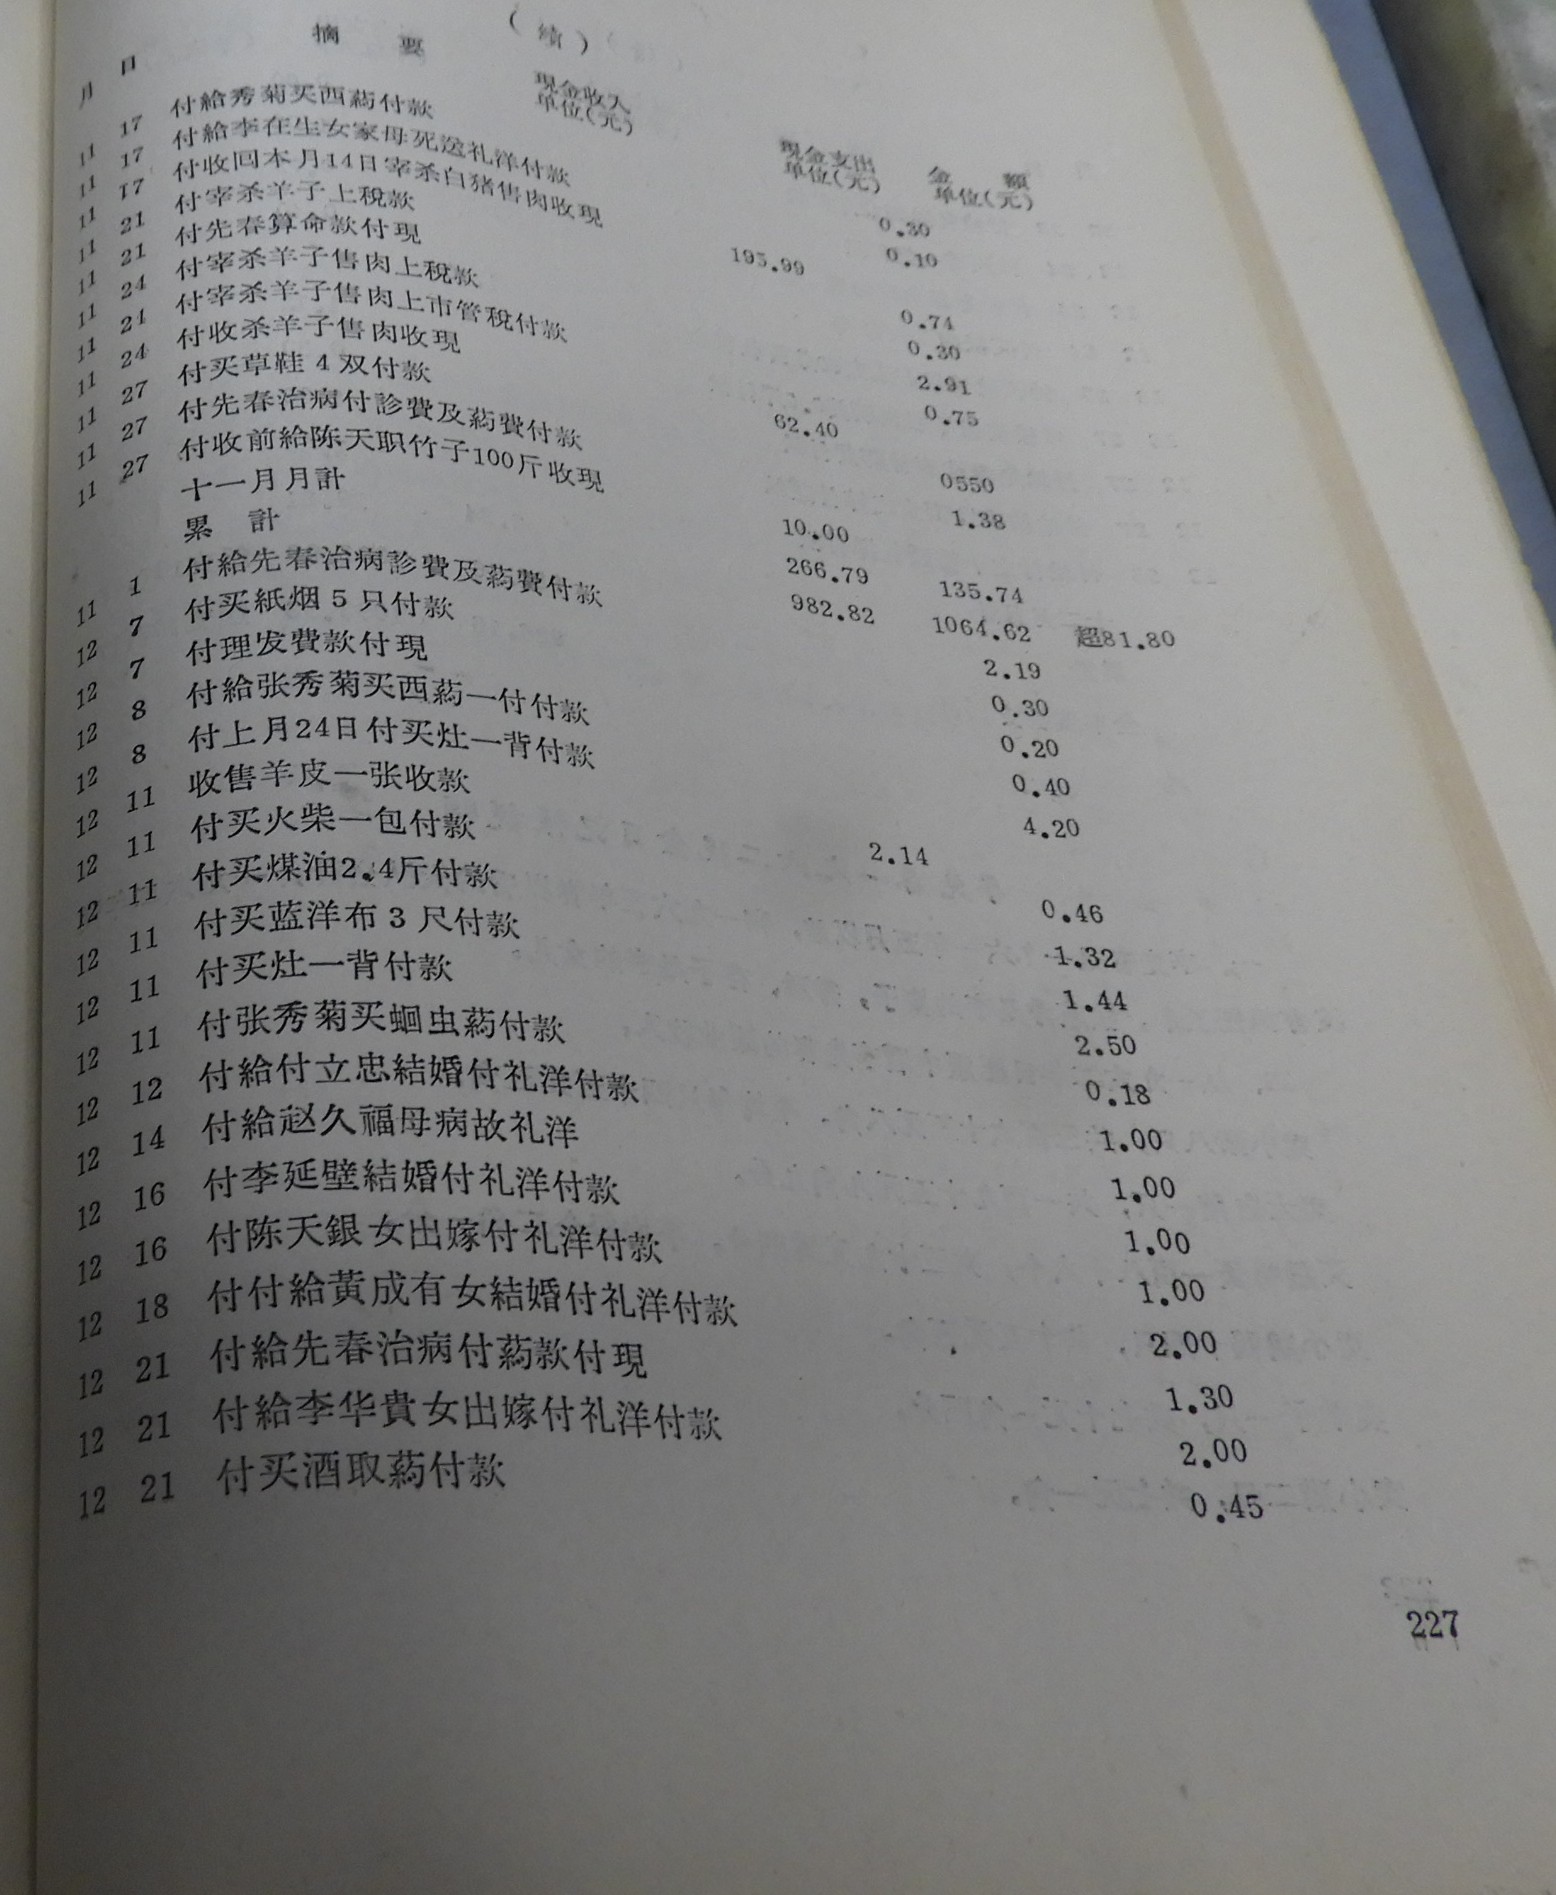 (續)
月 日 摘 要 現金收入 单位(元) 現金支出 单位(元) 金 額 单位(元)
11 17 付給秀菊买西葯付款 0.30
11 17 付給李在生女家母死送礼洋付款 0.10
11 17 付收回本月14日宰杀白猪售肉收現 195.99
11 21 付宰杀羊子上稅款 0.74
11 21 付先春算命款付現 0.30
11 24 付宰杀羊子售肉上稅款 2.91
11 24 付宰杀羊子售肉上市管稅付款 0.75
11 24 付收杀羊子售肉收現 62.40
11 27 付买草鞋4双付款 0550
11 27 付先春治病付診費及葯費付款 1.38
11 27 付收前給陈天职竹子100斤收現 10.00
十一月月計 266.79 135.74
累 計 982.82 1064.62 超81.80
11 1 付給先春治病診費及葯費付款 2.19
12 7 付买紙烟5只付款 0.30
12 7 付理发費款付現 0.20
12 8 付給张秀菊买西葯一付付款 0.40
12 8 付上月24日付买灶一背付款 4.20
12 11 收售羊皮一张收款 2.14
12 11 付买火柴一包付款 0.46
12 11 付买煤油2.4斤付款 1.32
12 11 付买蓝洋布3尺付款 1.44
12 11 付买灶一背付款 2.50
12 11 付张秀菊买蛔虫葯付款 0.18
12 12 付給付立忠結婚付礼洋付款 1.00
12 14 付給赵久福母病故礼洋 1.00
12 16 付李延壁結婚付礼洋付款 1.00
12 16 付陈天銀女出嫁付礼洋付款 1.00
12 18 付付給黃成有女結婚付礼洋付款 2.00
12 21 付給先春治病付葯款付現 1.30
12 21 付給李华貴女出嫁付礼洋付款 2.00
12 21 付买酒取葯付款 0.45
227